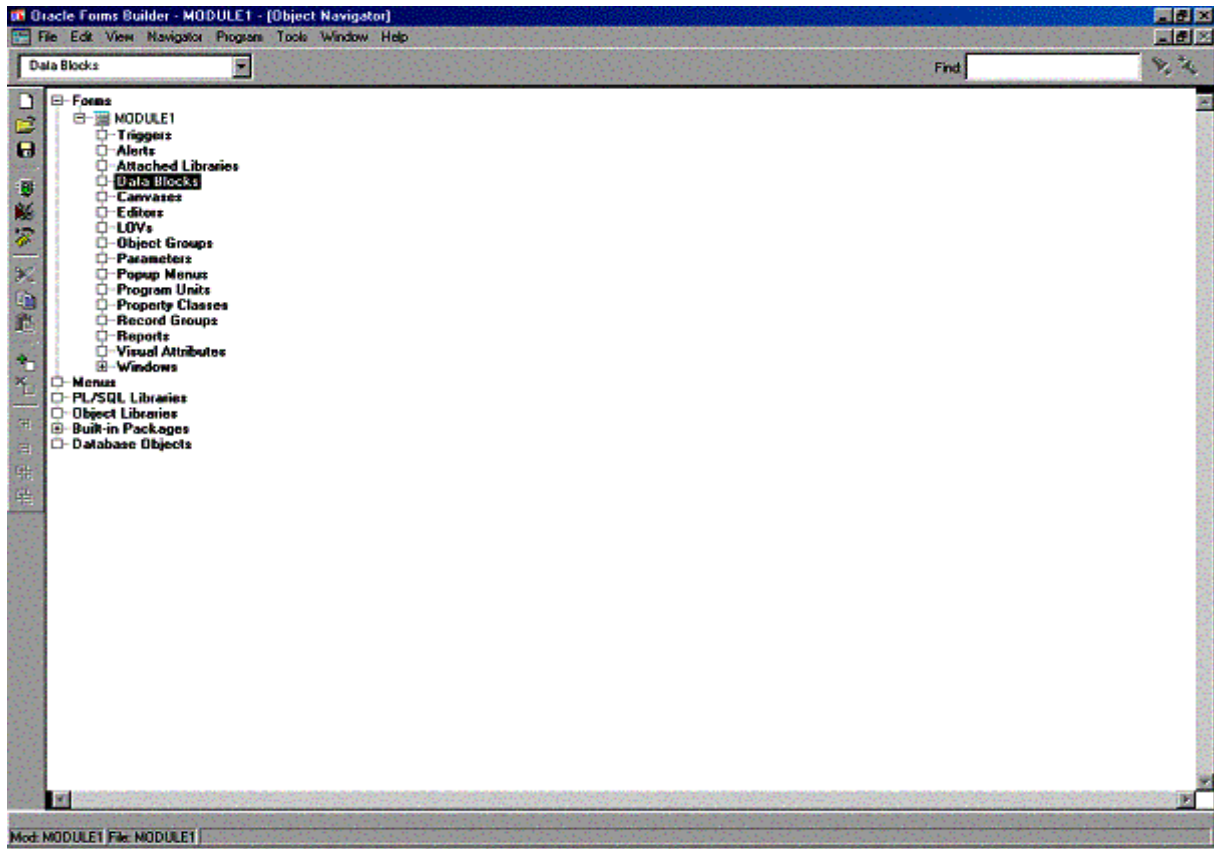 Oracle Forms Builder - MODULE1 - [Object Navigator]
File Edit View Navigator Program Tools Window Help
Data Blocks Find
Forms
MODULE1
Triggers
Alerts
Attached Libraries
Data Blocks
Canvases
Editors
LOVs
Object Groups
Parameters
Popup Menus
Program Units
Property Classes
Record Groups
Reports
Visual Attributes
Windows
Menus
PL/SQL Libraries
Object Libraries
Built-in Packages
Database Objects
Mod: MODULE1 File: MODULE1